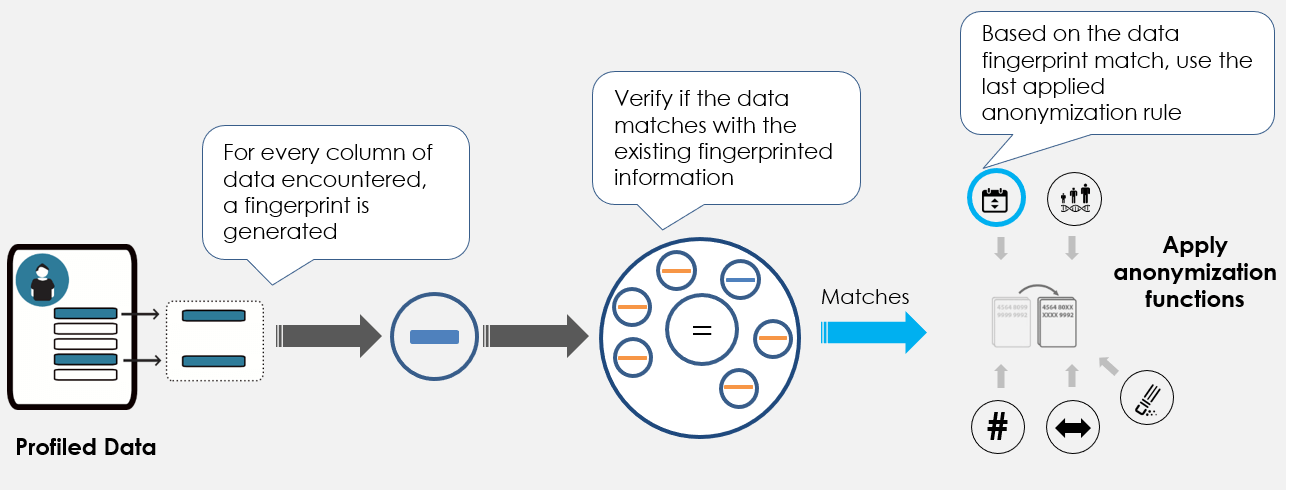 Based on the data
fingerprint match, use the
last applied
anonymization rule
Verify if the data
matches with the
existing fingerprinted
information
For every column of
data encountered,
a fingerprint is
generated
Profiled Data
=
Matches
4564 8099
9898 9992
4564 80XX
XXXX 9992
#
Apply
anonymization
functions